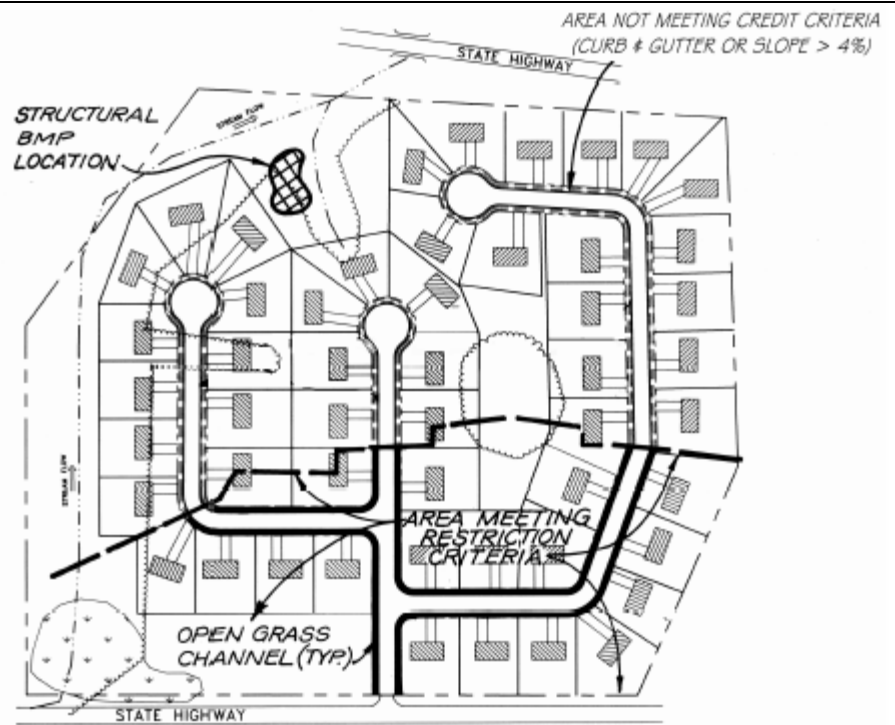 AREA NOT MEETING CREDIT CRITERIA
(CURB & GUTTER OR SLOPE > 4%)
STATE HIGHWAY
STRUCTURAL
BMP
LOCATION
STREAM FLOW
STREAM FLOW
AREA MEETING
RESTRICTION
CRITERIA
OPEN GRASS
CHANNEL (TYP.)
STATE HIGHWAY